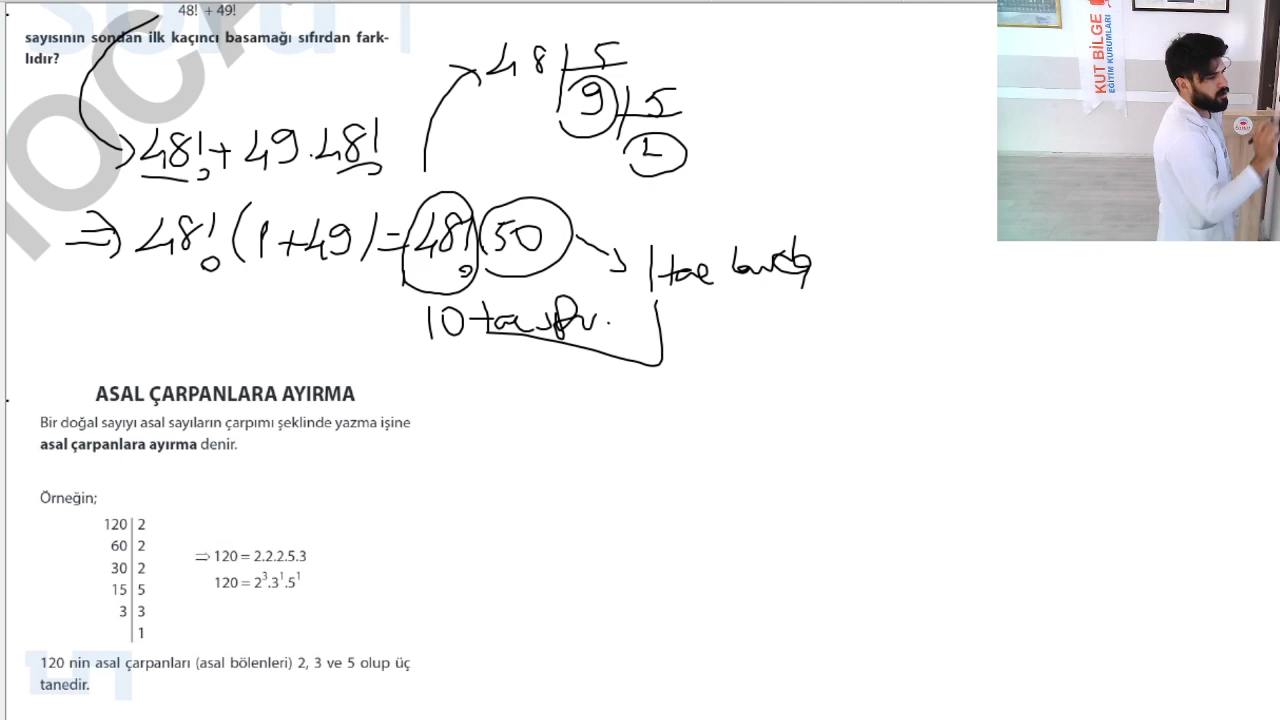 48! + 49!
sayısının sondan ilk kaçıncı basamağı sıfırdan fark-
lıdır?
48! + 49.48!
⇒ 48! (1+49) = 48! 50
48 5
9 5
1
1 tane
10 tane sıfır.
KUT BİLGE
EĞİTİM KURUMLARI
HOCA
ASAL ÇARPANLARA AYIRMA
Bir doğal sayıyı asal sayıların çarpımı şeklinde yazma işine
asal çarpanlara ayırma denir.
Örneğin;
120 2
60 2
30 2
15 5
3 3
1
⇒ 120 = 2.2.2.5.3
120 = 2³.3¹.5¹
120 nin asal çarpanları (asal bölenleri) 2, 3 ve 5 olup üç
tanedir.